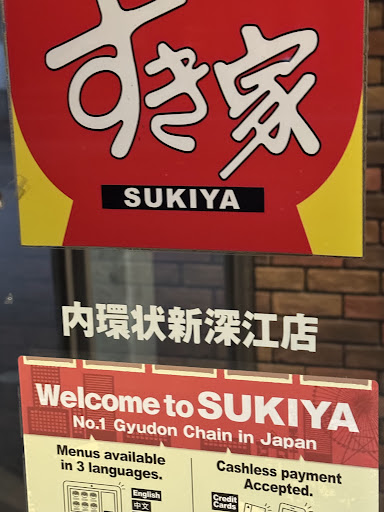 すき家
SUKIYA
内環状新深江店
Welcome to SUKIYA
No.1 Gyudon Chain in Japan
Menus available
in 3 languages.
English
中文
Cashless payment
Accepted.
Credit
Cards